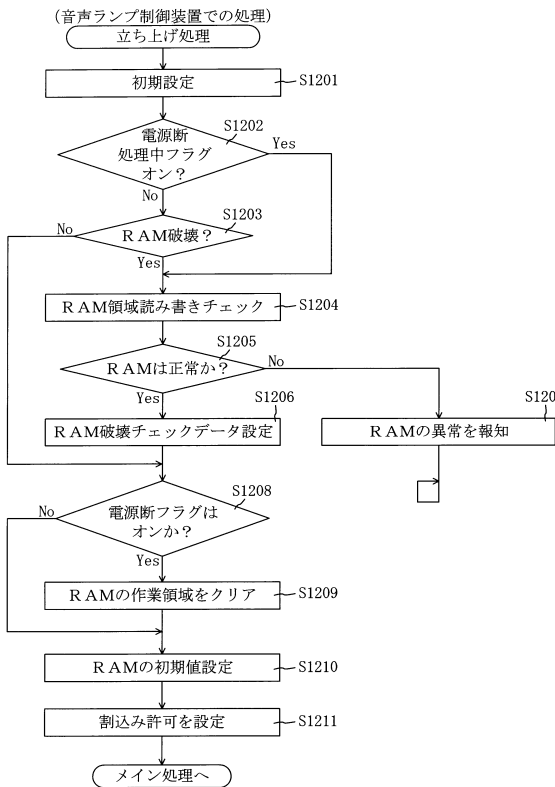 (音声ランプ制御装置での処理)
立ち上げ処理
初期設定
S1201
電源断
処理中フラグ
オン？
S1202
Yes
No
RAM破壊？
S1203
No
Yes
RAM領域読み書きチェック
S1204
RAMは正常か？
S1205
No
Yes
RAM破壊チェックデータ設定
S1206
RAMの異常を報知
S120
電源断フラグは
オンか？
S1208
No
Yes
RAMの作業領域をクリア
S1209
RAMの初期値設定
S1210
割込み許可を設定
S1211
メイン処理へ